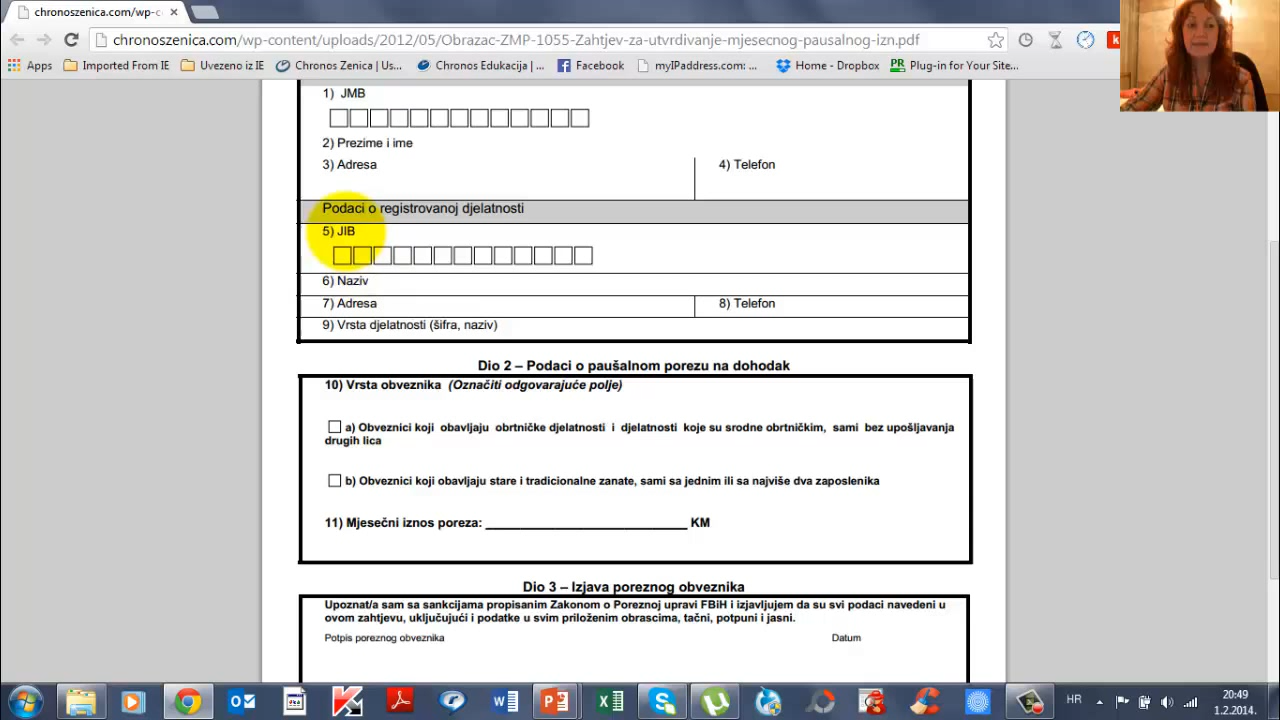 chronoszenica.com/wp-c
chronoszenica.com/wp-content/uploads/2012/05/Obrazac-ZMP-1055-Zahtjev-za-utvrdivanje-mjesecnog-pausalnog-izn.pdf
Apps Imported From IE Uvezeno iz IE Chronos Zenica | Us... Chronos Edukacija | ... Facebook myIPaddress.com: ... Home - Dropbox PR Plug-in for Your Site...
1) JMB
2) Prezime i ime
3) Adresa 4) Telefon
Podaci o registrovanoj djelatnosti
5) JIB
6) Naziv
7) Adresa 8) Telefon
9) Vrsta djelatnosti (šifra, naziv)
Dio 2 – Podaci o paušalnom porezu na dohodak
10) Vrsta obveznika (Označiti odgovarajuće polje)
a) Obveznici koji obavljaju obrtničke djelatnosti i djelatnosti koje su srodne obrtničkim, sami bez upošljavanja
drugih lica
b) Obveznici koji obavljaju stare i tradicionalne zanate, sami sa jednim ili sa najviše dva zaposlenika
11) Mjesečni iznos poreza: ____________________________ KM
Dio 3 – Izjava poreznog obveznika
Upoznat/a sam sa sankcijama propisanim Zakonom o Poreznoj upravi FBiH i izjavljujem da su svi podaci navedeni u
ovom zahtjevu, uključujući i podatke u svim priloženim obrascima, tačni, potpuni i jasni.
Potpis poreznog obveznika Datum
HR 20:49
1.2.2014.